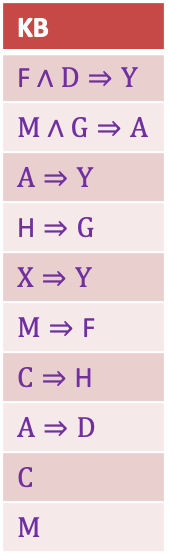 KB
F ∧ D ⇒ Y
M ∧ G ⇒ A
A ⇒ Y
H ⇒ G
X ⇒ Y
M ⇒ F
C ⇒ H
A ⇒ D
C
M